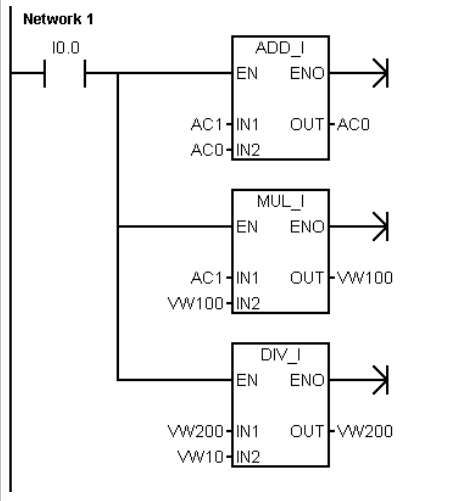 Network 1
I0.0
ADD_I
EN ENO
AC1 IN1 OUT AC0
AC0 IN2
MUL_I
EN ENO
AC1 IN1 OUT VW100
VW100 IN2
DIV_I
EN ENO
VW200 IN1 OUT VW200
VW10 IN2